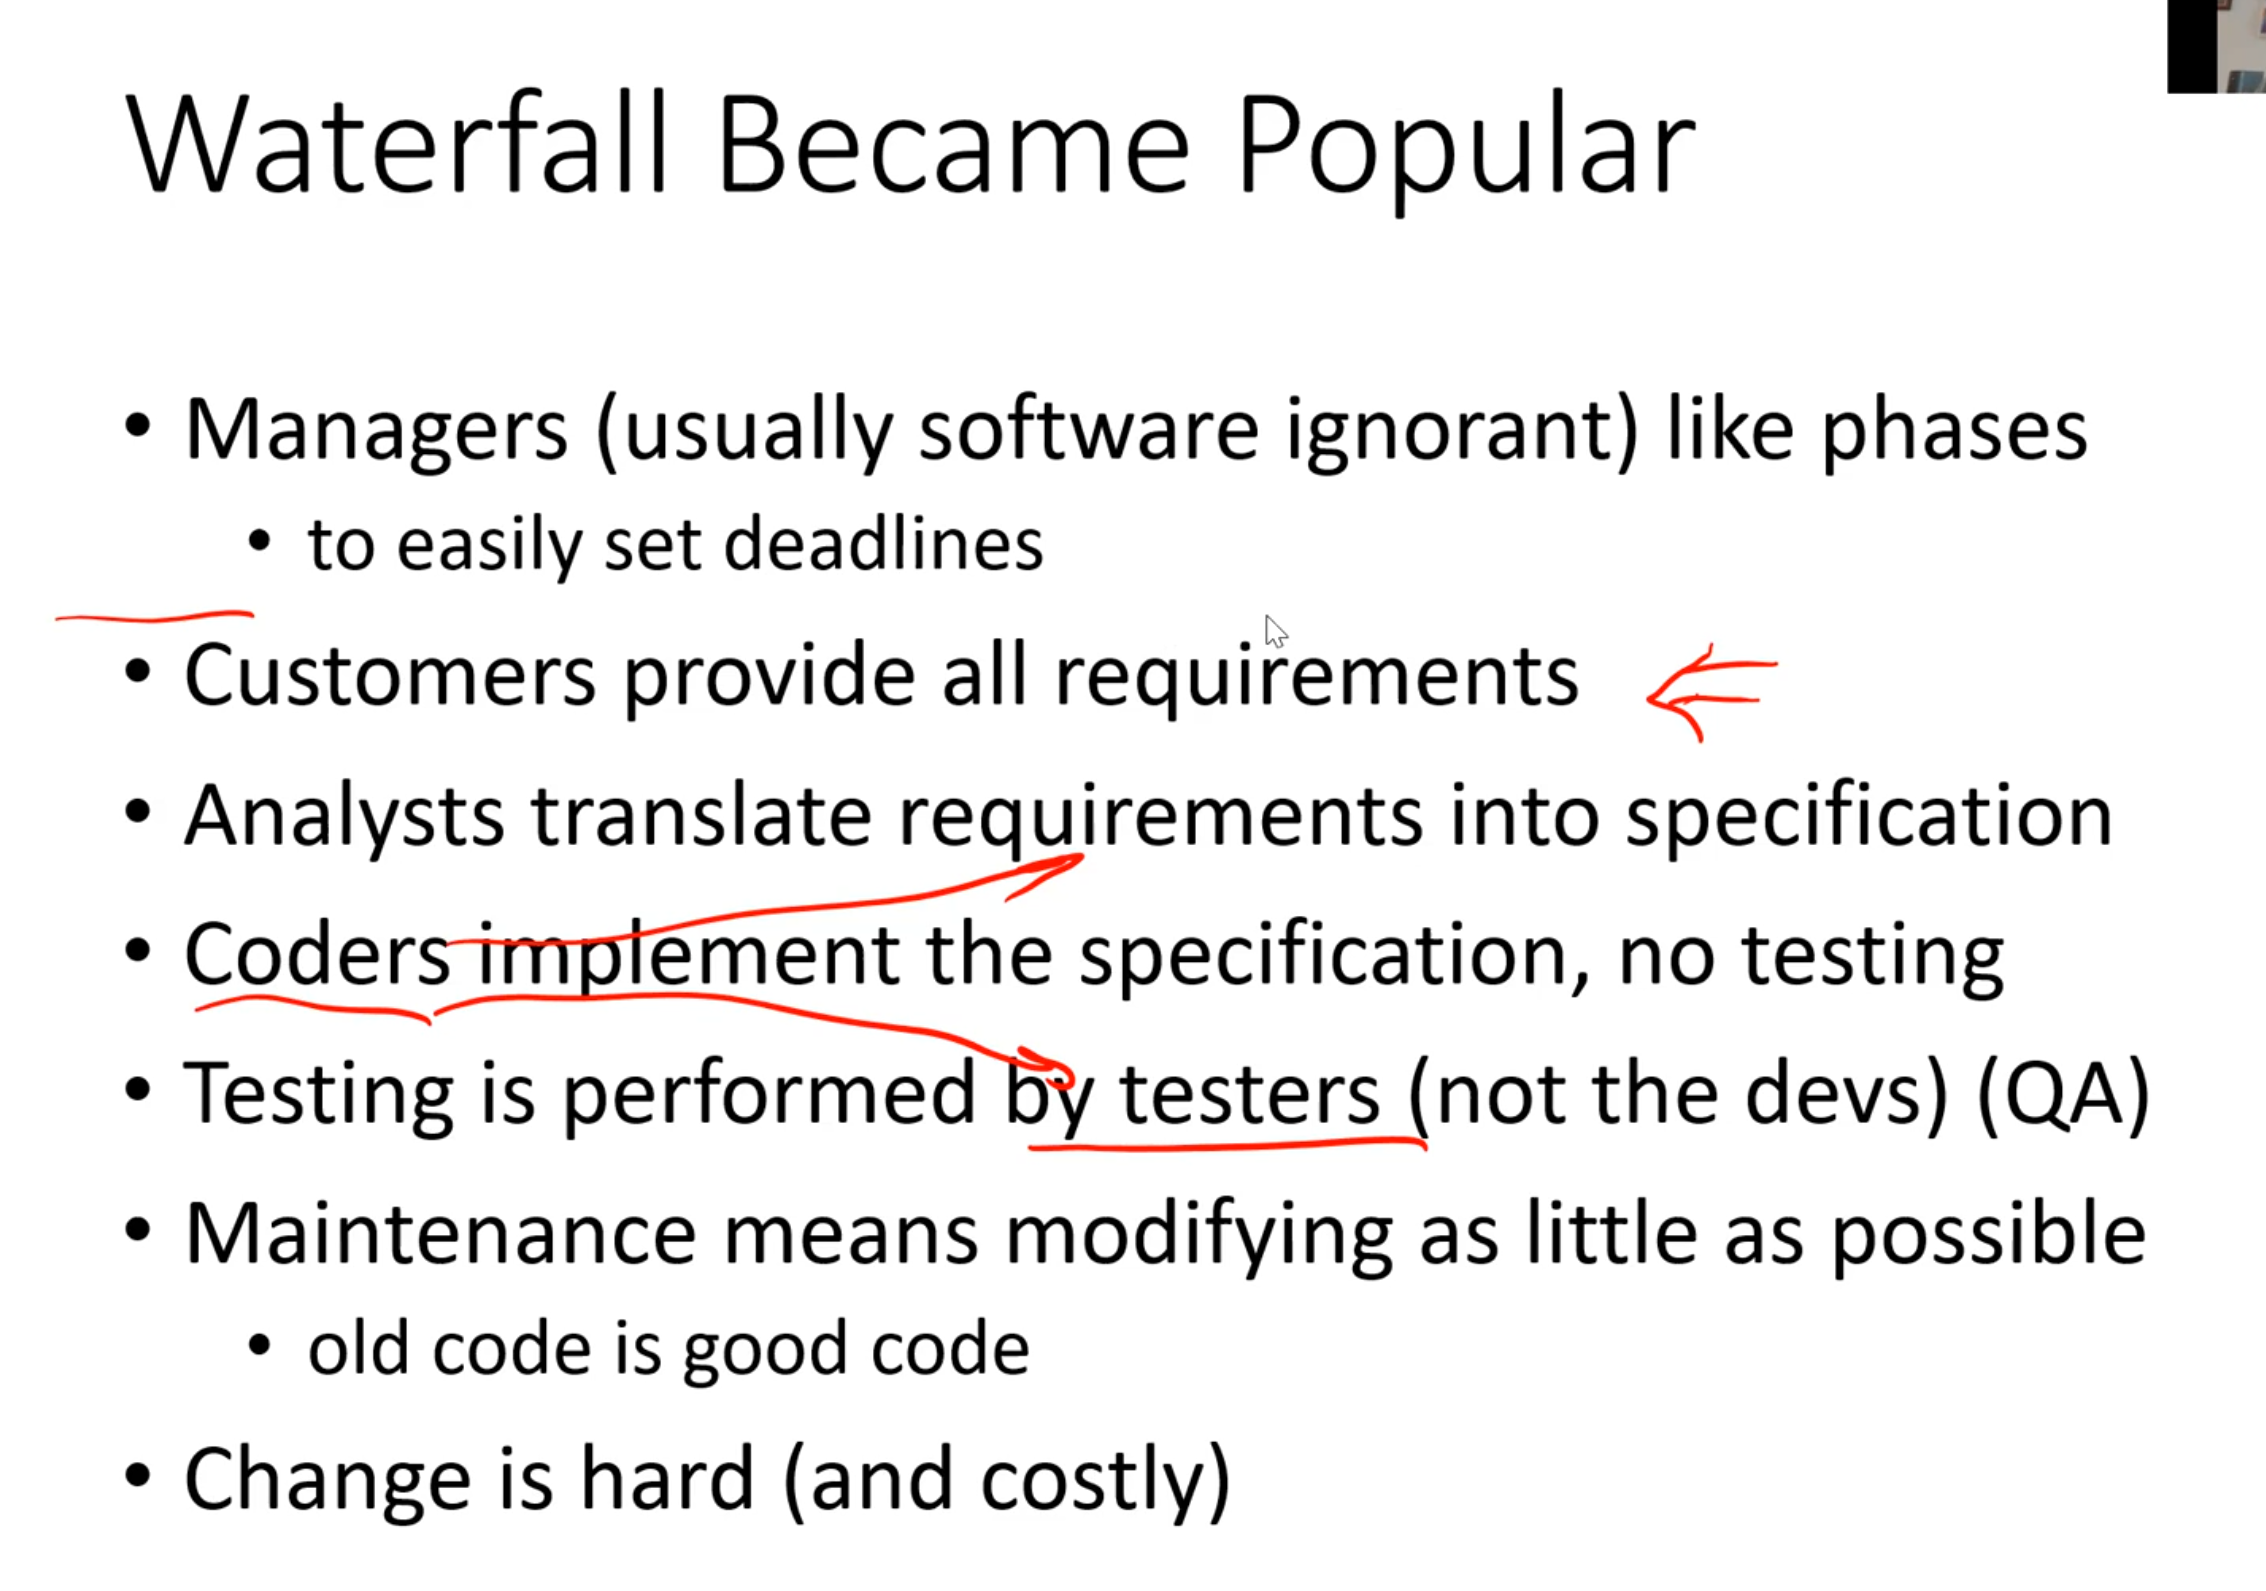 Waterfall Became Popular
• Managers (usually software ignorant) like phases
• to easily set deadlines
• Customers provide all requirements
• Analysts translate requirements into specification
• Coders implement the specification, no testing
• Testing is performed by testers (not the devs) (QA)
• Maintenance means modifying as little as possible
• old code is good code
• Change is hard (and costly)